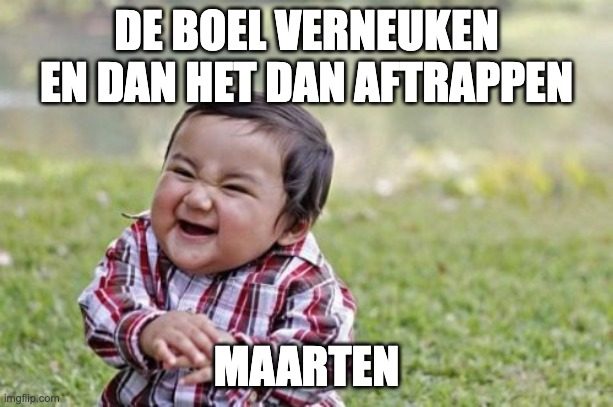 DE BOEL VERNEUKEN
EN DAN HET DAN AFTRAPPEN
MAARTEN
imgflip.com